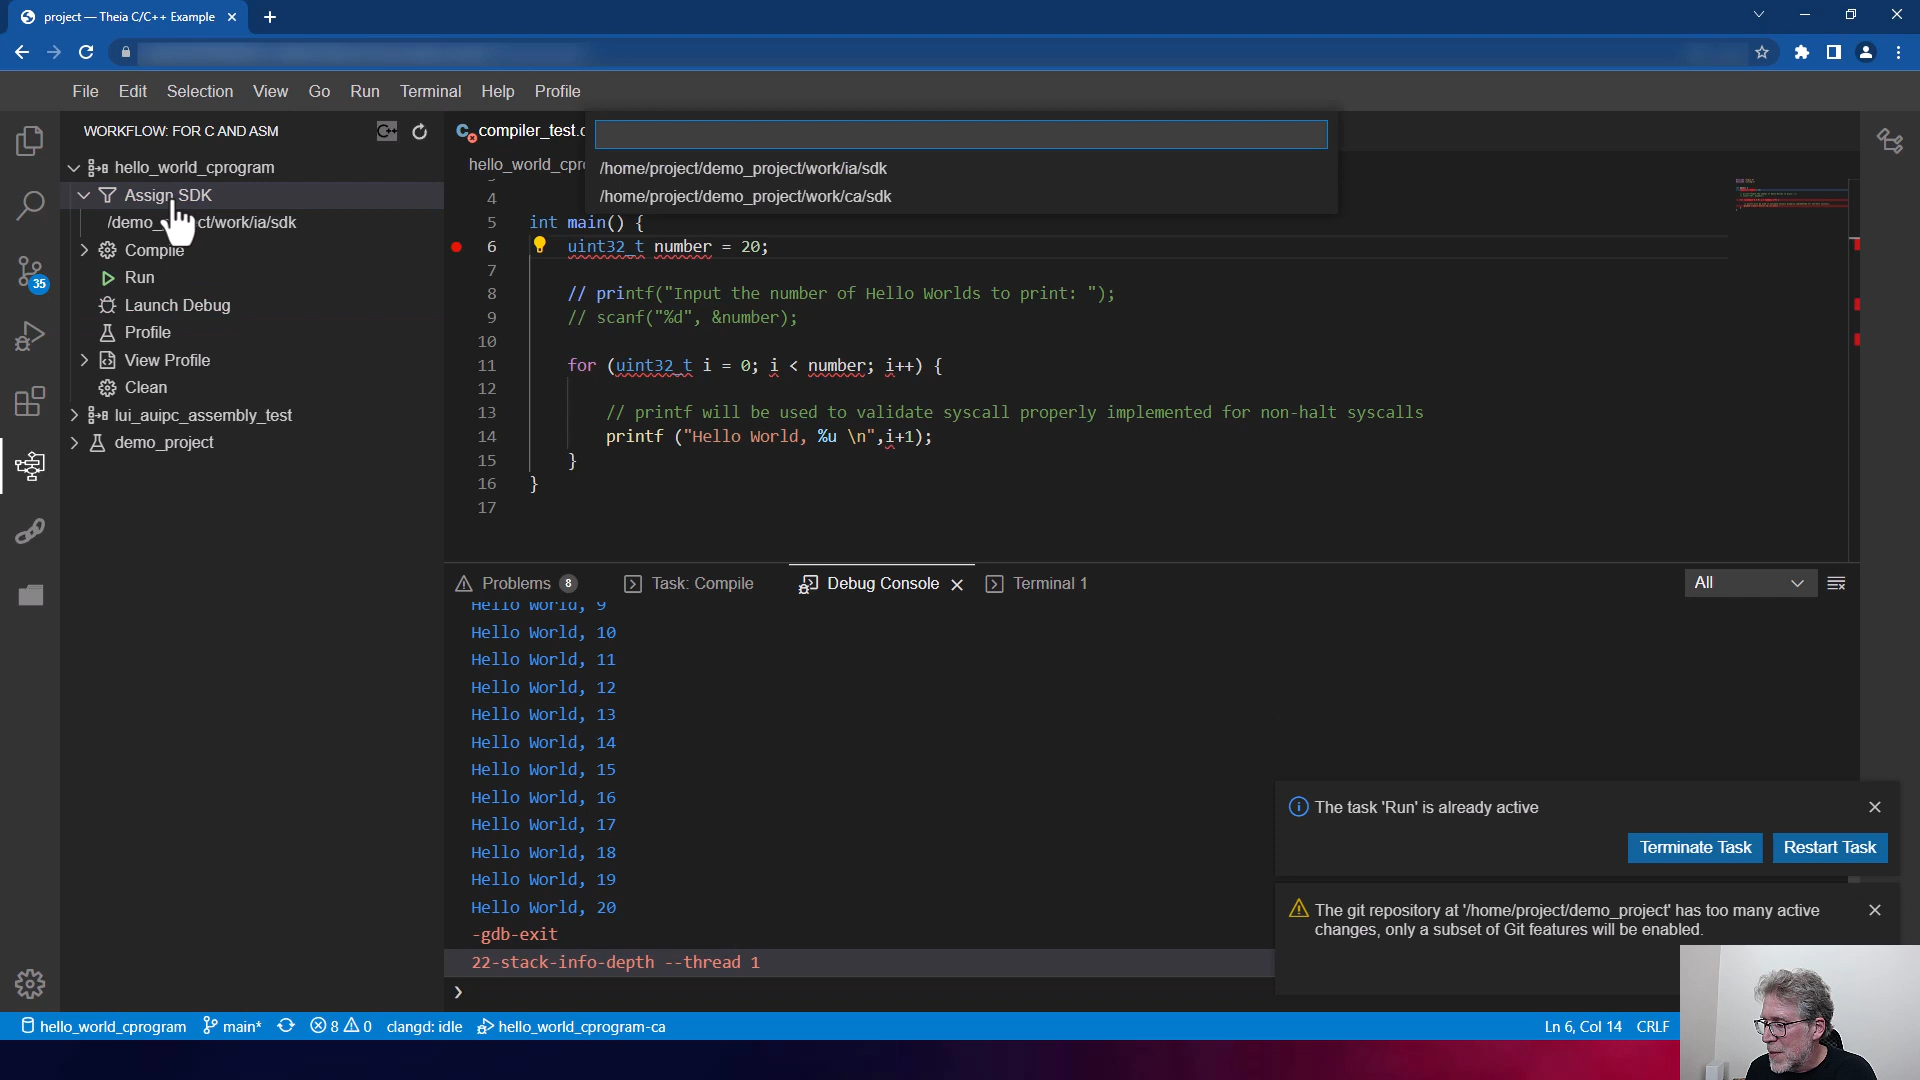 project — Theia C/C++ Example
File Edit Selection View Go Run Terminal Help Profile
WORKFLOW: FOR C AND ASM
hello_world_cprogram
Assign SDK
/demo_ ct/work/ia/sdk
Compile
Run
Launch Debug
Profile
View Profile
Clean
lui_auipc_assembly_test
demo_project
35
compiler_test.c
hello_world_cpr
/home/project/demo_project/work/ia/sdk
/home/project/demo_project/work/ca/sdk
4
5 int main() {
6 uint32_t number = 20;
7
8 // printf("Input the number of Hello Worlds to print: ");
9 // scanf("%d", &number);
10
11 for (uint32_t i = 0; i < number; i++) {
12
13 // printf will be used to validate syscall properly implemented for non-halt syscalls
14 printf ("Hello World, %u \n",i+1);
15 }
16 }
17
Problems 8 Task: Compile Debug Console Terminal 1 All
Hello World, 9
Hello World, 10
Hello World, 11
Hello World, 12
Hello World, 13
Hello World, 14
Hello World, 15
Hello World, 16
Hello World, 17
Hello World, 18
Hello World, 19
Hello World, 20
-gdb-exit
22-stack-info-depth --thread 1
The task 'Run' is already active
Terminate Task Restart Task
The git repository at '/home/project/demo_project' has too many active
changes, only a subset of Git features will be enabled.
hello_world_cprogram main* 8 0 clangd: idle hello_world_cprogram-ca Ln 6, Col 14 CRLF